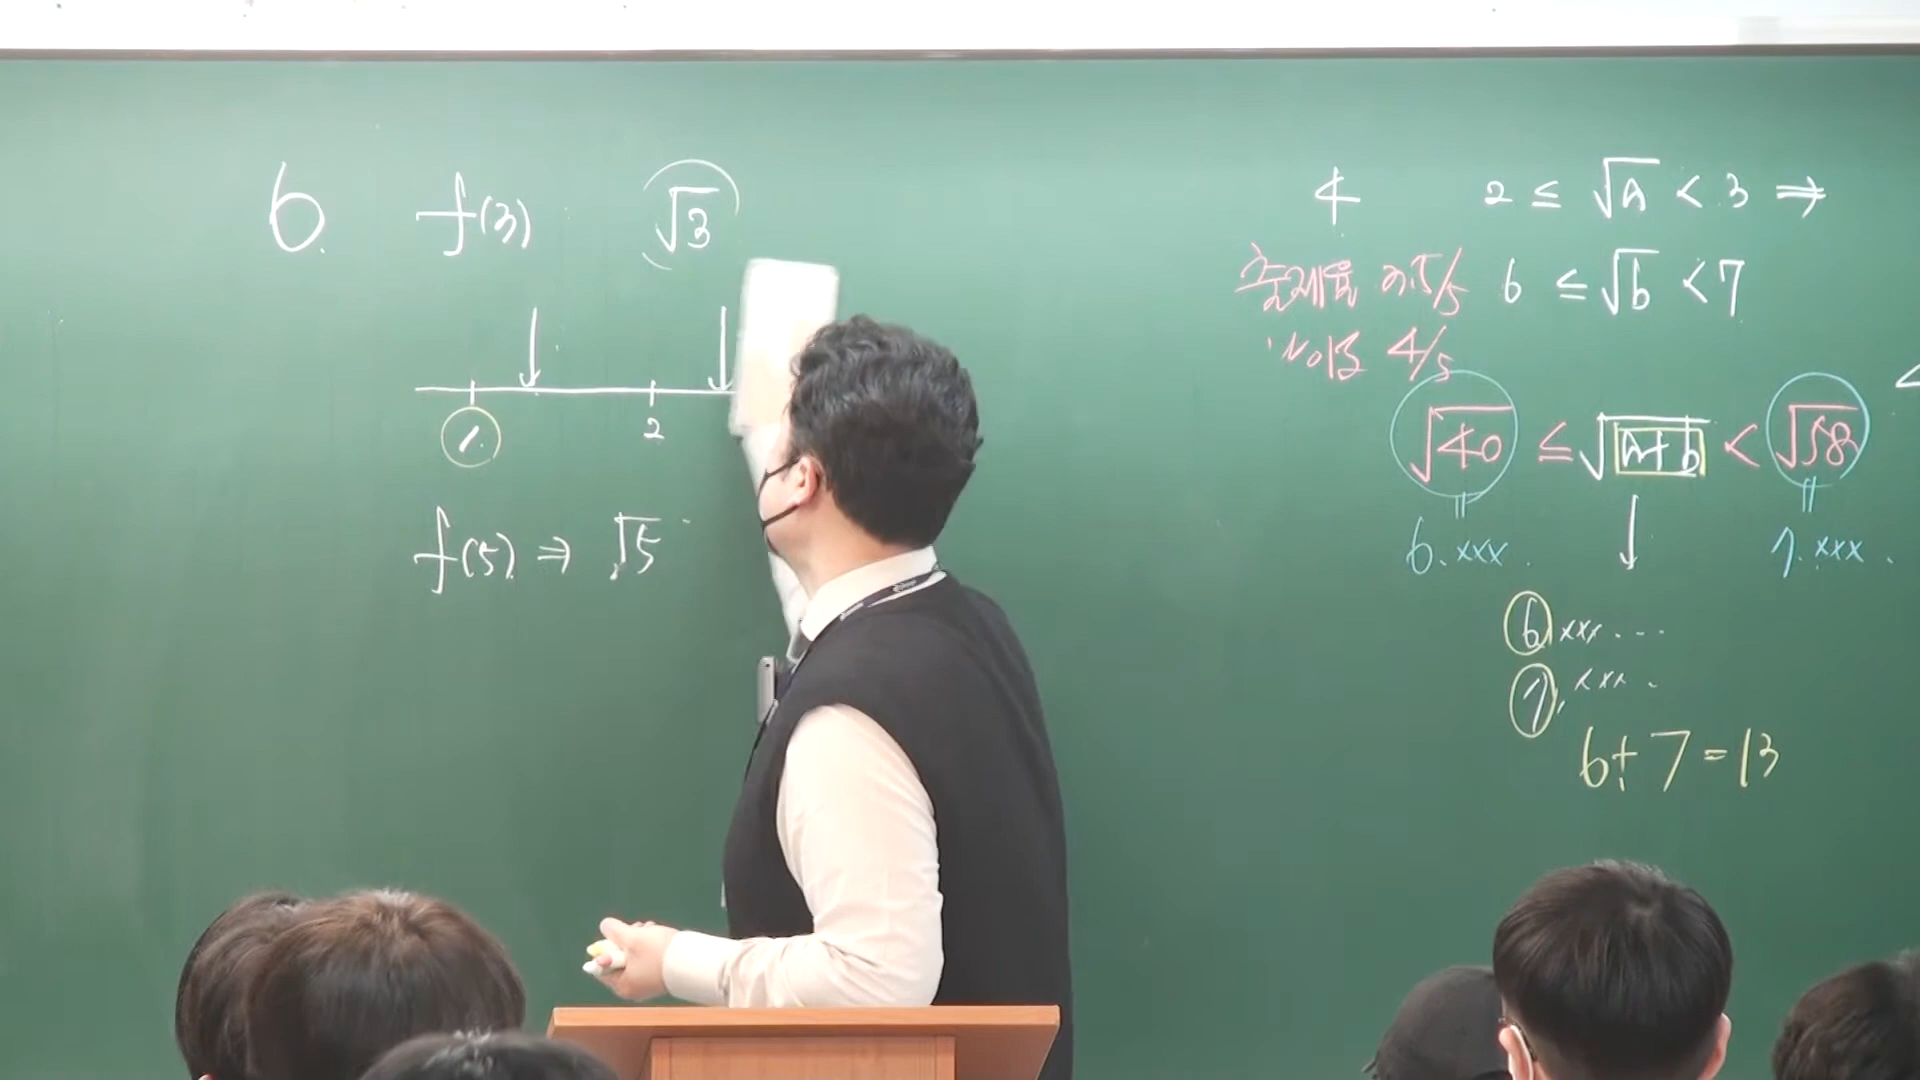 6. f(3) √3
1. 2
f(5) ⇒ √5
4 2 ≤ √a < 3 ⇒
6 ≤ √b < 7
4/5
√40 ≤ √a+b < √58
6.xxx. 7.xxx.
6.xxx...
7.xxx.
6+7=13